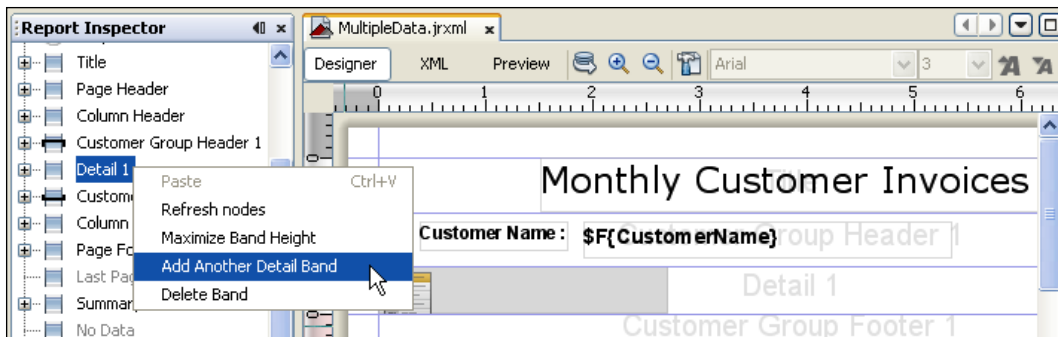 Report Inspector
MultipleData.jrxml
Title
Page Header
Column Header
Customer Group Header 1
Detail 1
Custom
Column
Page Fo
Last Pag
Summar
No Data
Paste Ctrl+V
Refresh nodes
Maximize Band Height
Add Another Detail Band
Delete Band
Designer XML Preview Arial 3
0 1 2 3 4 5 6
Monthly Customer Invoices
Customer Name : $F{CustomerName}
Group Header 1
Detail 1
Customer Group Footer 1